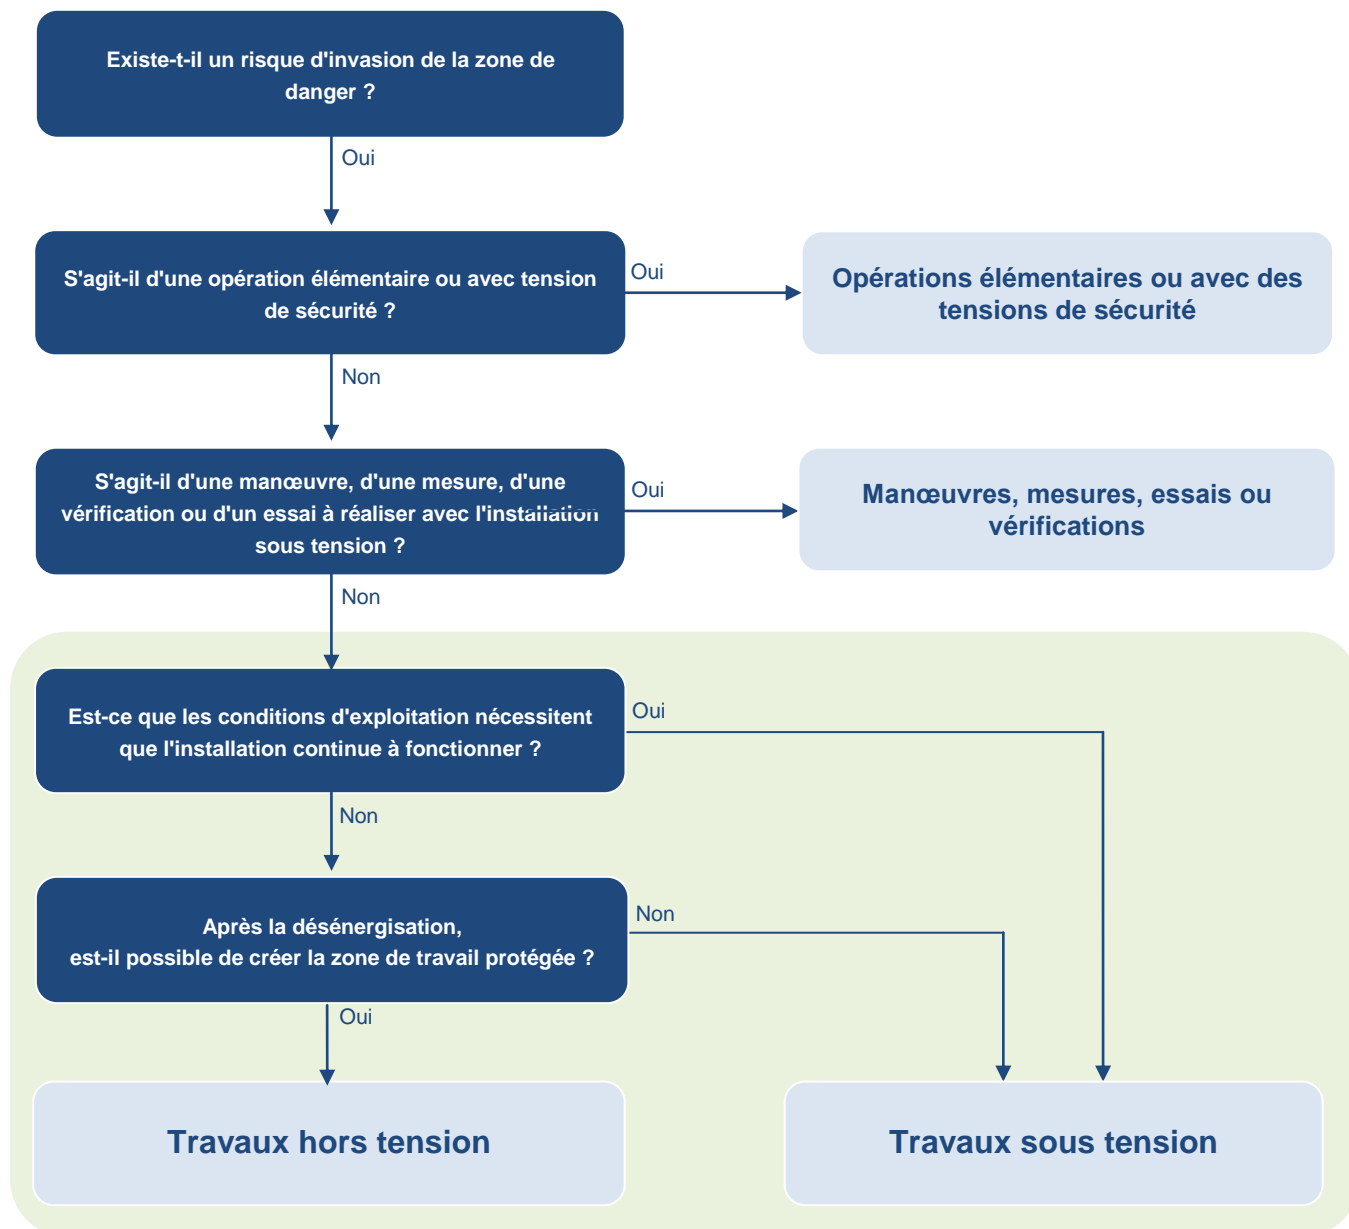 Existe-t-il un risque d'invasion de la zone de
danger ?
Oui
S'agit-il d'une opération élémentaire ou avec tension
de sécurité ?
Oui
Opérations élémentaires ou avec des
tensions de sécurité
Non
S'agit-il d'une manœuvre, d'une mesure, d'une
vérification ou d'un essai à réaliser avec l'installation
sous tension ?
Oui
Manœuvres, mesures, essais ou
vérifications
Non
Est-ce que les conditions d'exploitation nécessitent
que l'installation continue à fonctionner ?
Oui
Non
Après la désénergisation,
est-il possible de créer la zone de travail protégée ?
Non
Oui
Travaux hors tension
Travaux sous tension